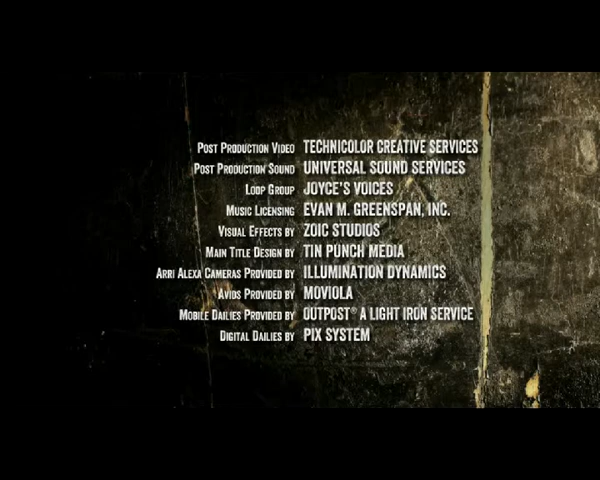 Post Production Video TECHNICOLOR CREATIVE SERVICES
Post Production Sound UNIVERSAL SOUND SERVICES
Loop Group JOYCE'S VOICES
Music Licensing EVAN M. GREENSPAN, INC.
Visual Effects by ZOIC STUDIOS
Main Title Design by TIN PUNCH MEDIA
Arri Alexa Cameras Provided by ILLUMINATION DYNAMICS
Avids Provided by MOVIOLA
Mobile Dailies Provided by OUTPOST® A LIGHT IRON SERVICE
Digital Dailies by PIX SYSTEM